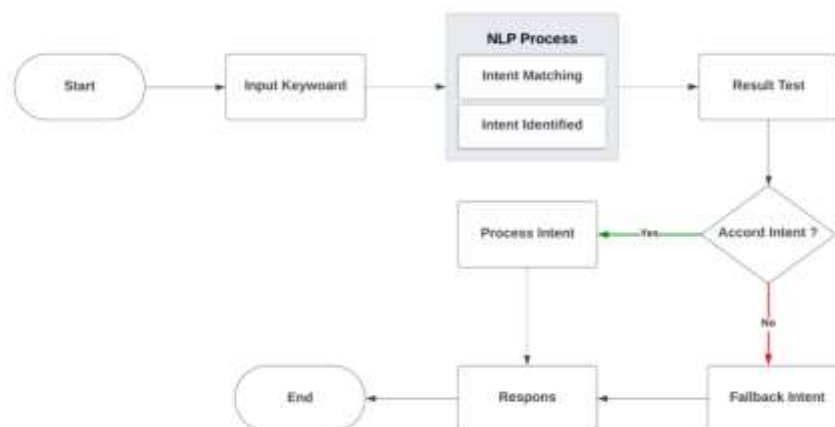 NLP Process
Start
Input Keywoard
Intent Matching
Intent Identified
Result Test
Process Intent
Yes
Accord Intent ?
No
End
Respons
Fallback Intent